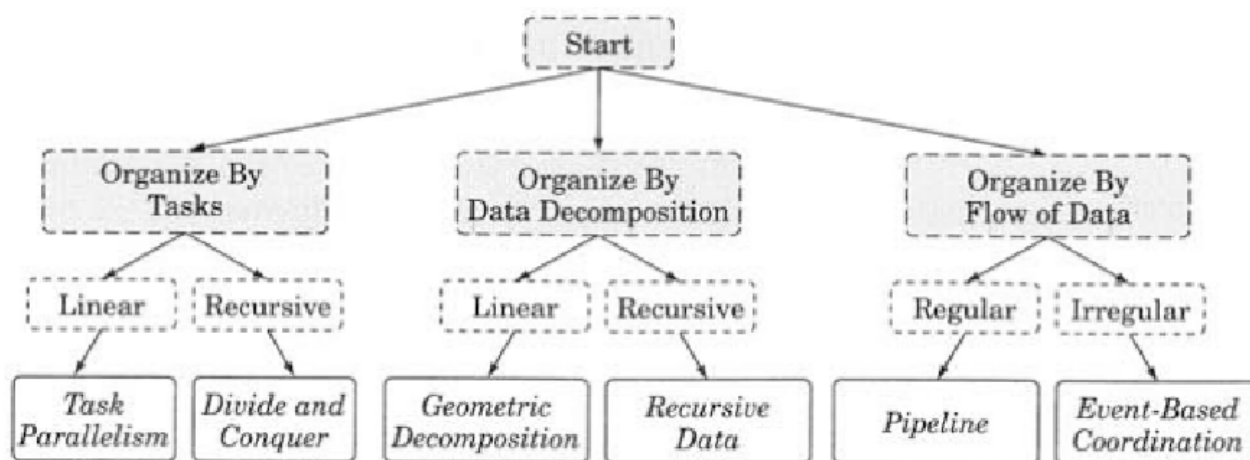 Start
Organize By
Tasks
Organize By
Data Decomposition
Organize By
Flow of Data
Linear
Recursive
Linear
Recursive
Regular
Irregular
Task
Parallelism
Divide and
Conquer
Geometric
Decomposition
Recursive
Data
Pipeline
Event-Based
Coordination